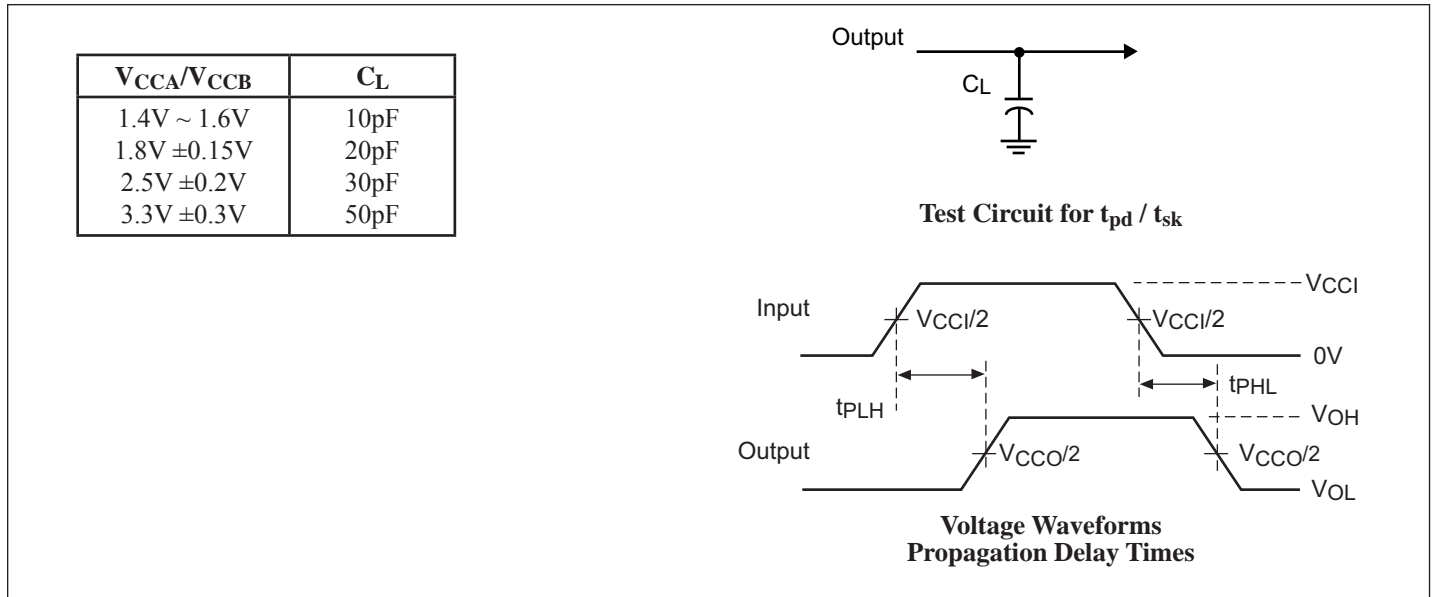 VCCA/VCCB CL
1.4V ~ 1.6V 10pF
1.8V ±0.15V 20pF
2.5V ±0.2V 30pF
3.3V ±0.3V 50pF
Output
CL
Test Circuit for tpd / tsk
VCCI
Input
VCCI/2
VCCI/2
0V
tPLH
tPHL
VOH
Output
VCCO/2
VCCO/2
VOL
Voltage Waveforms
Propagation Delay Times